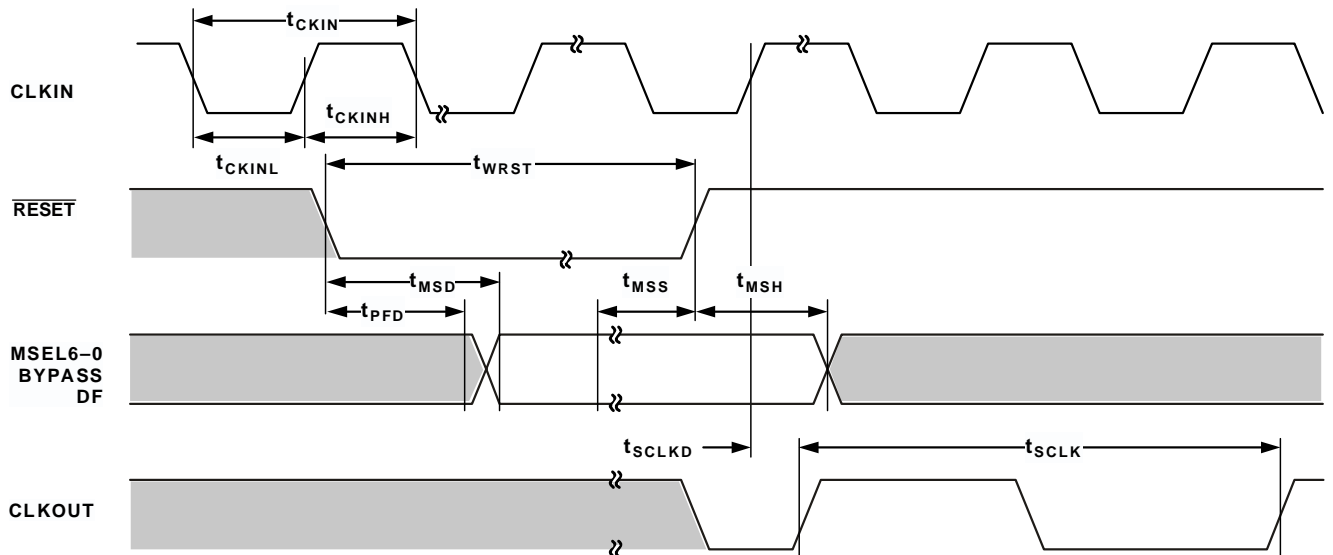 tCKIN
CLKIN
tCKINH
tCKINL
tWRST
RESET
tMSD
tMSS
tMSH
tPFD
MSEL6–0
BYPASS
DF
tSCLKD
tSCLK
CLKOUT